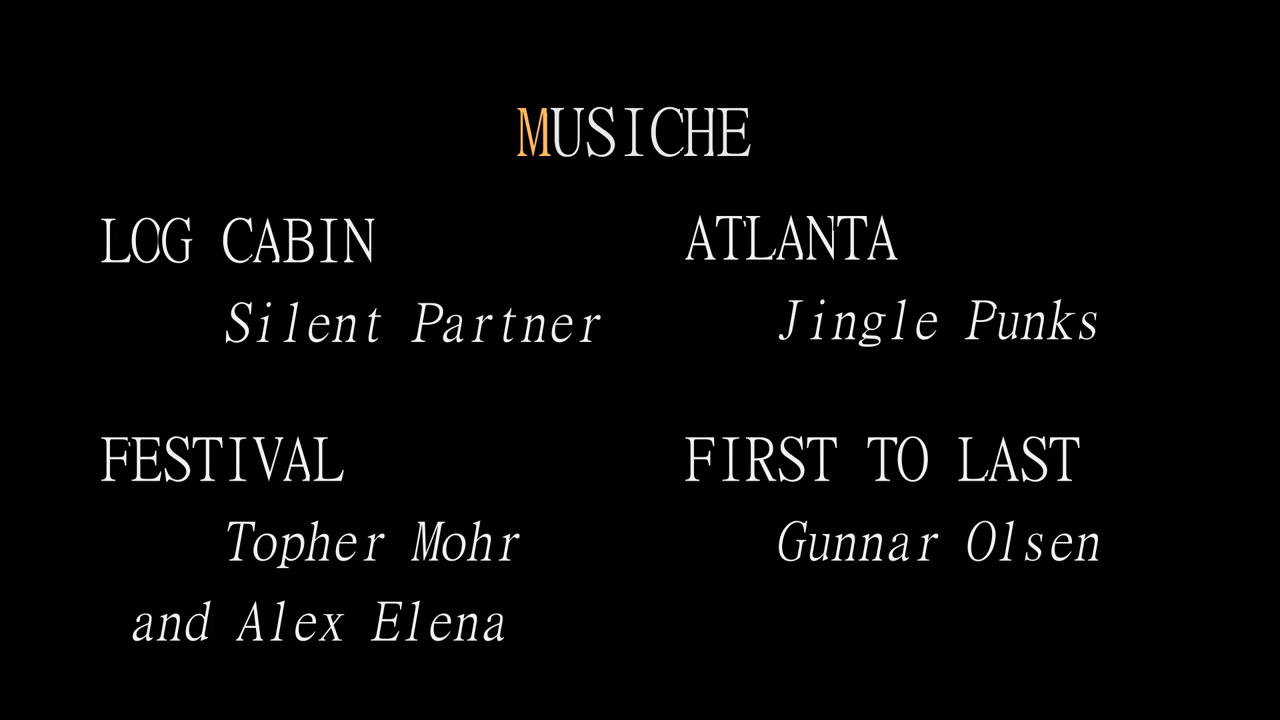 MUSICHE
LOG CABIN
Silent Partner
ATLANTA
Jingle Punks
FESTIVAL
Topher Mohr
and Alex Elena
FIRST TO LAST
Gunnar Olsen